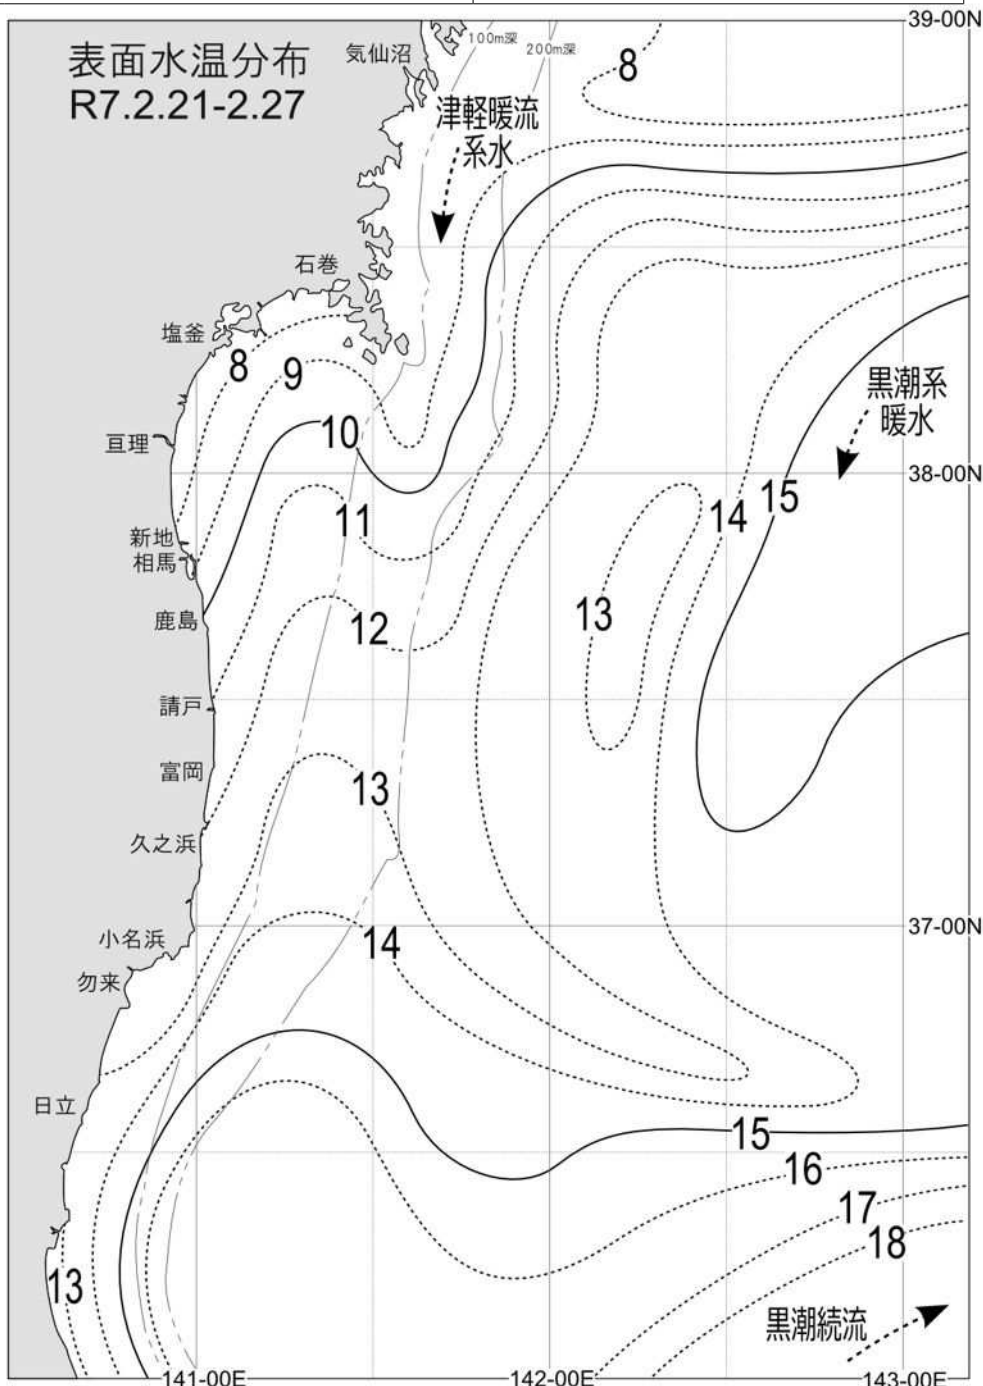 39-00N
表面水温分布
R7.2.21-2.27
気仙沼
100m深
200m深
8
津軽暖流
系水
石巻
塩釜
8
9
黒潮系
暖水
亘理
10
38-00N
15
14
11
新地
相馬
鹿島
12
13
請戸
富岡
13
久之浜
37-00N
小名浜
14
勿来
日立
15
16
17
18
13
黒潮続流
141-00E
142-00E
143-00E